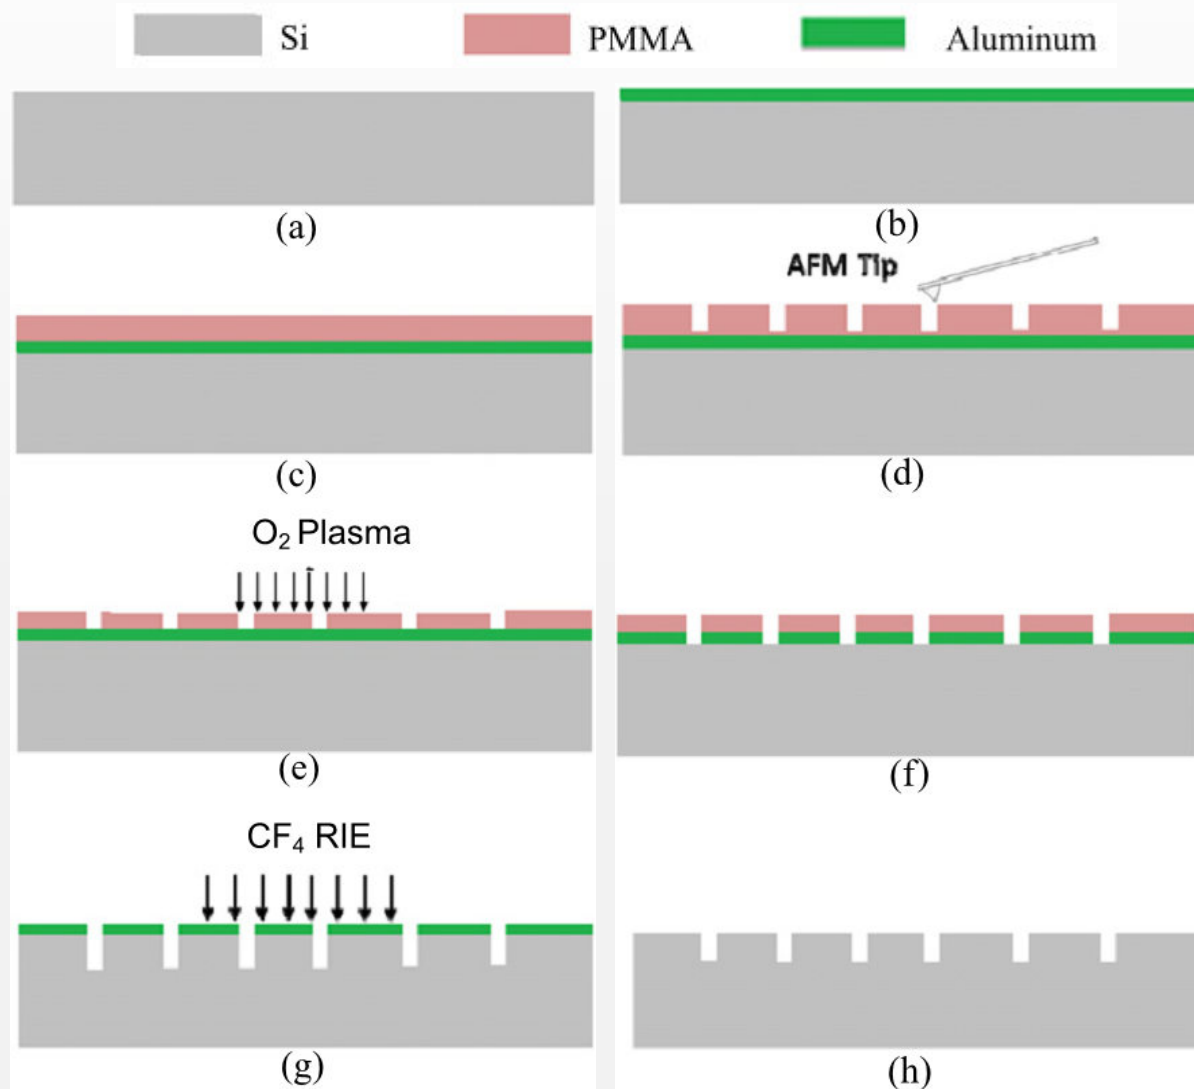 Si
PMMA
Aluminum
(a)
(b)
AFM Tip
(c)
(d)
O₂ Plasma
(e)
(f)
CF₄ RIE
(g)
(h)